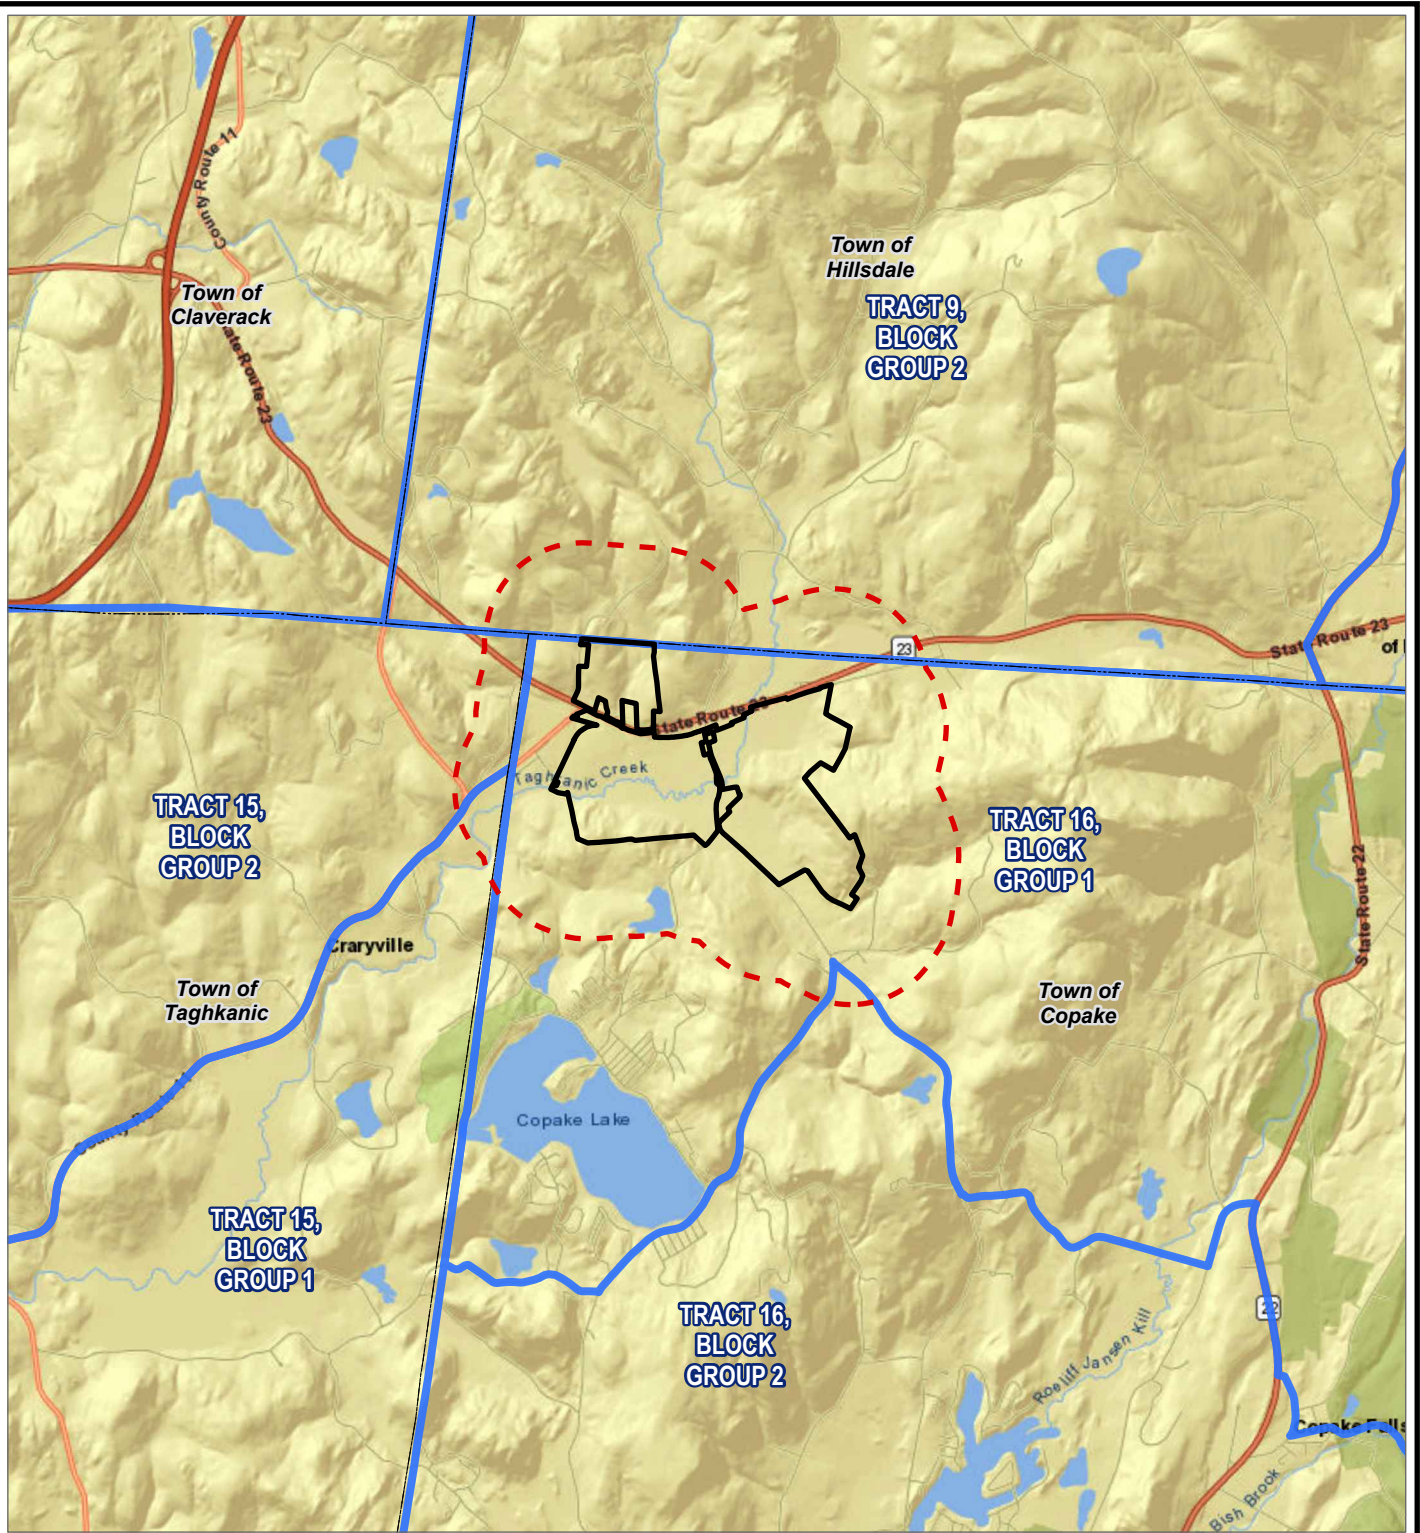 County Route 11
Town of
Hillsdale
TRACT 9,
BLOCK
GROUP 2
Town of
Claverack
State Route 23
23
State Route 23
of
State Route 23
Taghkanic Creek
TRACT 15,
BLOCK
GROUP 2
TRACT 16,
BLOCK
GROUP 1
State Route 22
Craryville
Town of
Taghkanic
Town of
Copake
County Route 11
Copake Lake
TRACT 15,
BLOCK
GROUP 1
TRACT 16,
BLOCK
GROUP 2
22
Roeliff Jansen Kill
Copake Falls
Bish Brook